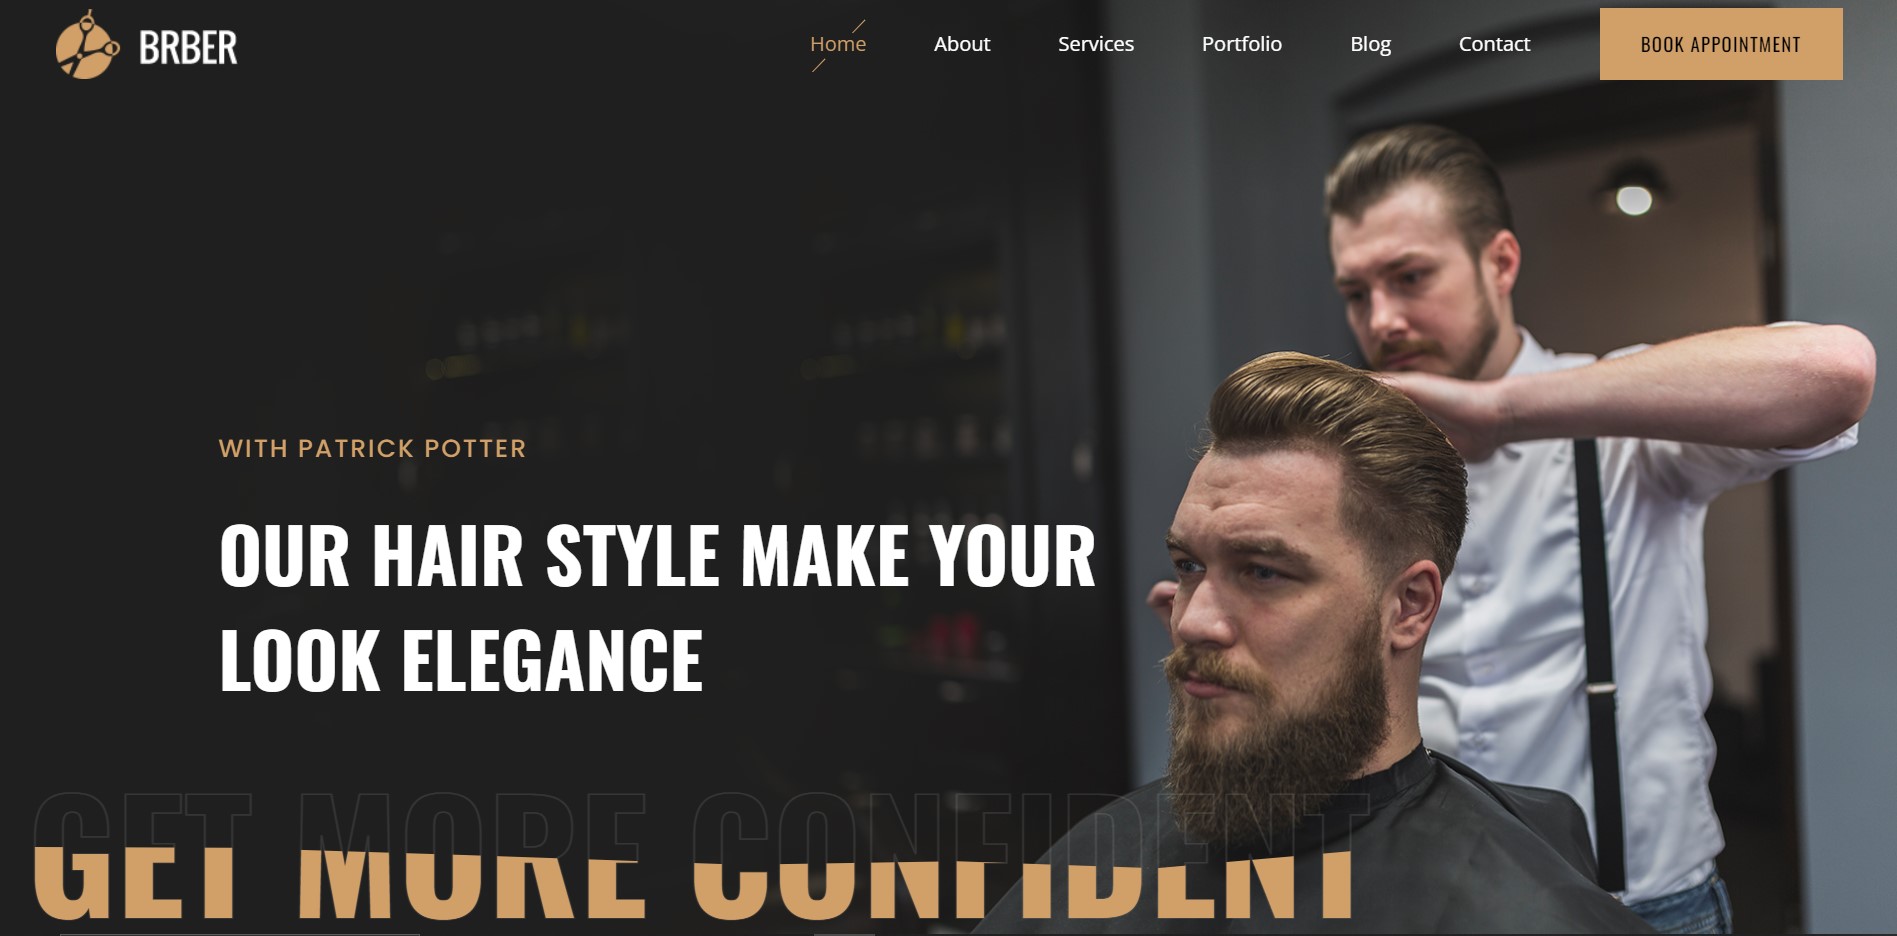 BRBER
Home About Services Portfolio Blog Contact BOOK APPOINTMENT
WITH PATRICK POTTER
OUR HAIR STYLE MAKE YOUR
LOOK ELEGANCE
GET MORE CONFIDENT